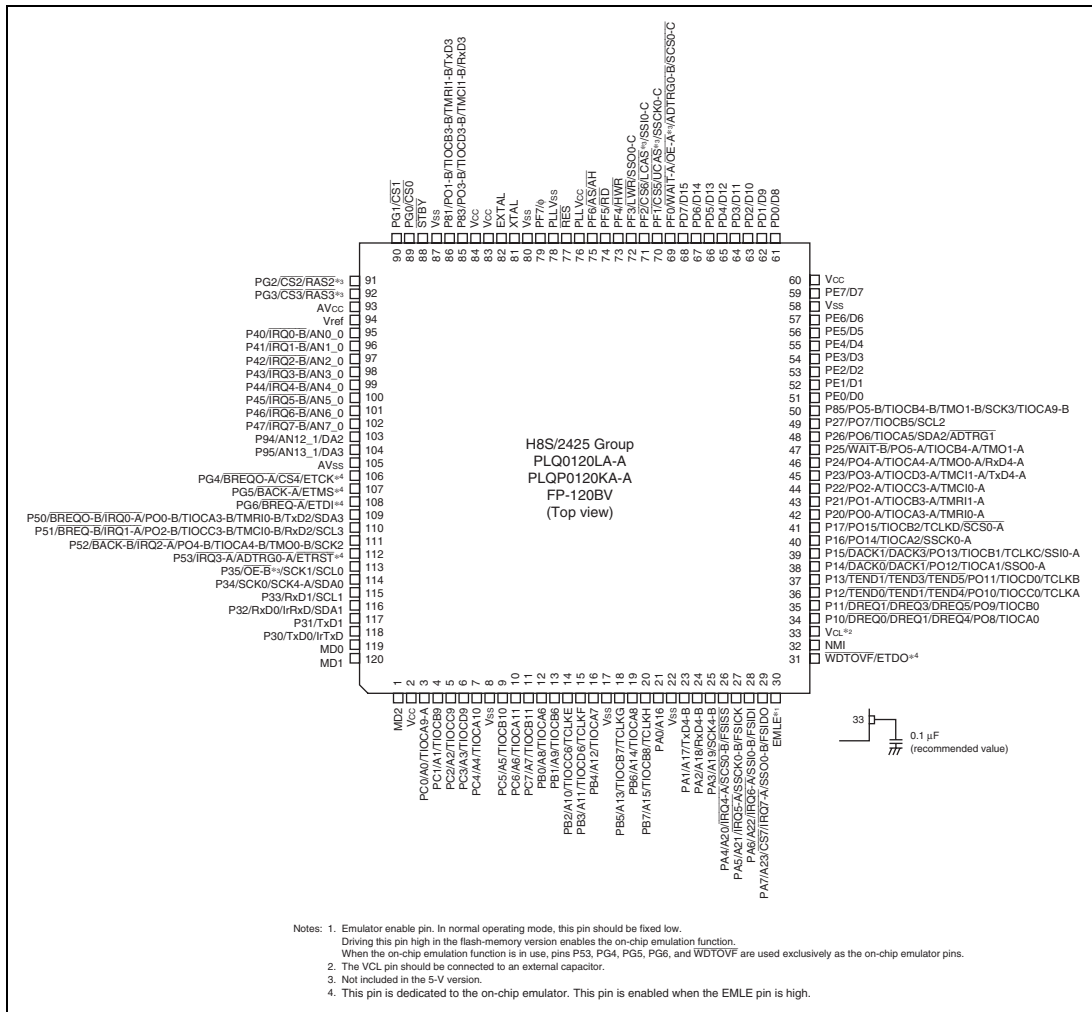 PG1/CS1
PG0/CS0
STBY
Vss
P81/PO1-B/TIOCB3-B/TMRI1-B/TxD3
P83/PO3-B/TIOCD3-B/TMCI1-B/RxD3
Vcc
Vcc
EXTAL
XTAL
Vss
PF7/φ
PLLVss
RES
PLLVcc
PF6/AS/AH
PF5/RD
PF4/HWR
PF3/LWR/SSO0-C
PF2/CS6/LCAS*3/SSI0-C
PF1/CS5/UCAS*3/SSCK0-C
PF0/WAIT-A/OE-A*3/ADTRG0-B/SCS0-C
PD7/D15
PD6/D14
PD5/D13
PD4/D12
PD3/D11
PD2/D10
PD1/D9
PD0/D8
90 89 88 87 86 85 84 83 82 81 80 79 78 77 76 75 74 73 72 71 70 69 68 67 66 65 64 63 62 61
PG2/CS2/RAS2*3 91
PG3/CS3/RAS3*3 92
AVcc 93
Vref 94
P40/IRQ0-B/AN0_0 95
P41/IRQ1-B/AN1_0 96
P42/IRQ2-B/AN2_0 97
P43/IRQ3-B/AN3_0 98
P44/IRQ4-B/AN4_0 99
P45/IRQ5-B/AN5_0 100
P46/IRQ6-B/AN6_0 101
P47/IRQ7-B/AN7_0 102
P94/AN12_1/DA2 103
P95/AN13_1/DA3 104
AVss 105
PG4/BREQO-A/CS4/ETCK*4 106
PG5/BACK-A/ETMS*4 107
PG6/BREQ-A/ETDI*4 108
P50/BREQO-B/IRQ0-A/PO0-B/TIOCA3-B/TMRI0-B/TxD2/SDA3 109
P51/BREQ-B/IRQ1-A/PO2-B/TIOCC3-B/TMCI0-B/RxD2/SCL3 110
P52/BACK-B/IRQ2-A/PO4-B/TIOCA4-B/TMO0-B/SCK2 111
P53/IRQ3-A/ADTRG0-A/ETRST*4 112
P35/OE-B*3/SCK1/SCL0 113
P34/SCK0/SCK4-A/SDA0 114
P33/RxD1/SCL1 115
P32/RxD0/IrRxD/SDA1 116
P31/TxD1 117
P30/TxD0/IrTxD 118
MD0 119
MD1 120
H8S/2425 Group
PLQ0120LA-A
PLQP0120KA-A
FP-120BV
(Top view)
60 Vcc
59 PE7/D7
58 Vss
57 PE6/D6
56 PE5/D5
55 PE4/D4
54 PE3/D3
53 PE2/D2
52 PE1/D1
51 PE0/D0
50 P85/PO5-B/TIOCB4-B/TMO1-B/SCK3/TIOCA9-B
49 P27/PO7/TIOCB5/SCL2
48 P26/PO6/TIOCA5/SDA2/ADTRG1
47 P25/WAIT-B/PO5-A/TIOCB4-A/TMO1-A
46 P24/PO4-A/TIOCA4-A/TMO0-A/RxD4-A
45 P23/PO3-A/TIOCD3-A/TMCI1-A/TxD4-A
44 P22/PO2-A/TIOCC3-A/TMCI0-A
43 P21/PO1-A/TIOCB3-A/TMRI1-A
42 P20/PO0-A/TIOCA3-A/TMRI0-A
41 P17/PO15/TIOCB2/TCLKD/SCS0-A
40 P16/PO14/TIOCA2/SSCK0-A
39 P15/DACK1/DACK3/PO13/TIOCB1/TCLKC/SSI0-A
38 P14/DACK0/DACK1/PO12/TIOCA1/SSO0-A
37 P13/TEND1/TEND3/TEND5/PO11/TIOCD0/TCLKB
36 P12/TEND0/TEND1/TEND4/PO10/TIOCC0/TCLKA
35 P11/DREQ1/DREQ3/DREQ5/PO9/TIOCB0
34 P10/DREQ0/DREQ1/DREQ4/PO8/TIOCA0
33 VCL*2
32 NMI
31 WDTOVF/ETDO*4
1 2 3 4 5 6 7 8 9 10 11 12 13 14 15 16 17 18 19 20 21 22 23 24 25 26 27 28 29 30
MD2
Vcc
PC0/A0/TIOCA9-A
PC1/A1/TIOCB9
PC2/A2/TIOCC9
PC3/A3/TIOCD9
PC4/A4/TIOCA10
Vss
PC5/A5/TIOCB10
PC6/A6/TIOCA11
PC7/A7/TIOCB11
PB0/A8/TIOCA6
PB1/A9/TIOCB6
PB2/A10/TIOCC6/TCLKE
PB3/A11/TIOCD6/TCLKF
PB4/A12/TIOCA7
Vss
PB5/A13/TIOCB7/TCLKG
PB6/A14/TIOCA8
PB7/A15/TIOCB8/TCLKH
PA0/A16
Vss
PA1/A17/TxD4-B
PA2/A18/RxD4-B
PA3/A19/SCK4-B
PA4/A20/IRQ4-A/SCS0-B/FSISS
PA5/A21/IRQ5-A/SSCK0-B/FSICK
PA6/A22/IRQ6-A/SSI0-B/FSIDI
PA7/A23/CS7/IRQ7-A/SSO0-B/FSIDO
EMLE*1
33
0.1 μF
(recommended value)
Notes: 1. Emulator enable pin. In normal operating mode, this pin should be fixed low.
Driving this pin high in the flash-memory version enables the on-chip emulation function.
When the on-chip emulation function is in use, pins P53, PG4, PG5, PG6, and WDTOVF are used exclusively as the on-chip emulator pins.
2. The VCL pin should be connected to an external capacitor.
3. Not included in the 5-V version.
4. This pin is dedicated to the on-chip emulator. This pin is enabled when the EMLE pin is high.